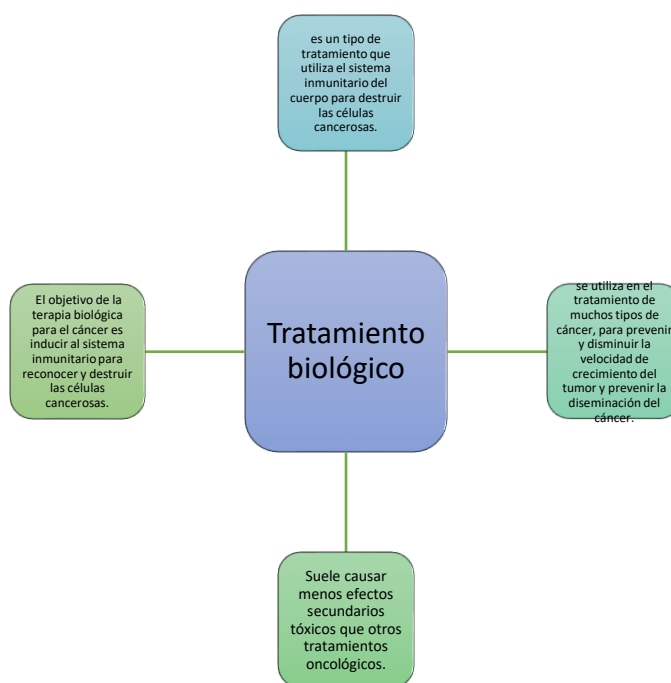 es un tipo de
tratamiento que
utiliza el sistema
inmunitario del
cuerpo para destruir
las células
cancerosas.
El objetivo de la
terapia biológica
para el cáncer es
inducir al sistema
inmunitario para
reconocer y destruir
las células
cancerosas.
Tratamiento
biológico
se utiliza en el
tratamiento de
muchos tipos de
cáncer, para prevenir
y disminuir la
velocidad de
crecimiento del
tumor y prevenir la
diseminación del
cáncer.
Suele causar
menos efectos
secundarios
tóxicos que otros
tratamientos
oncológicos.